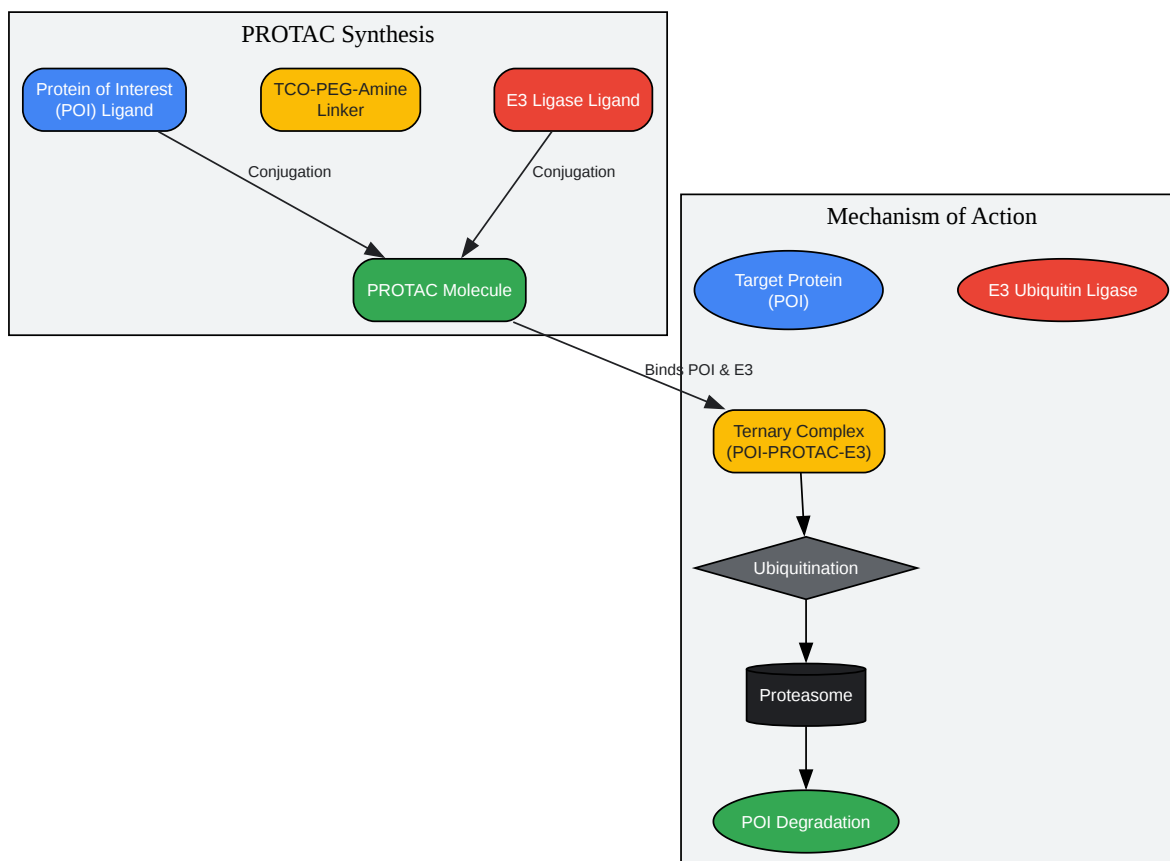 PROTAC Synthesis
Protein of Interest
(POI) Ligand
TCO-PEG-Amine
Linker
E3 Ligase Ligand
Conjugation
Conjugation
PROTAC Molecule
Mechanism of Action
Target Protein
(POI)
E3 Ubiquitin Ligase
Binds POI & E3
Ternary Complex
(POI-PROTAC-E3)
Ubiquitination
Proteasome
POI Degradation